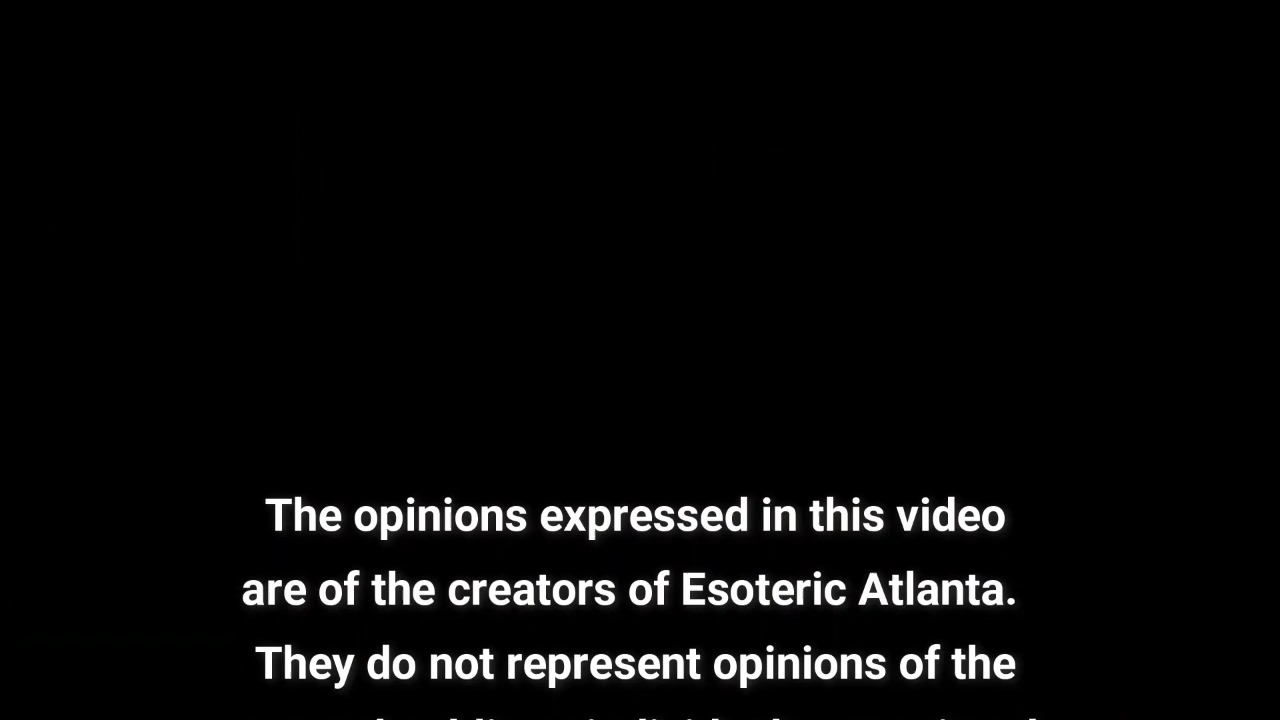 The opinions expressed in this video
are of the creators of Esoteric Atlanta.
They do not represent opinions of the